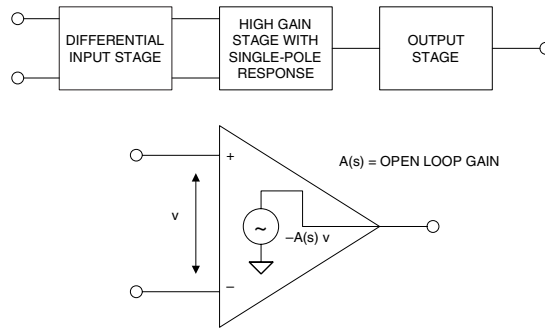 DIFFERENTIAL
INPUT STAGE
HIGH GAIN
STAGE WITH
SINGLE-POLE
RESPONSE
OUTPUT
STAGE
A(s) = OPEN LOOP GAIN
+
v
~
–A(s) v
–